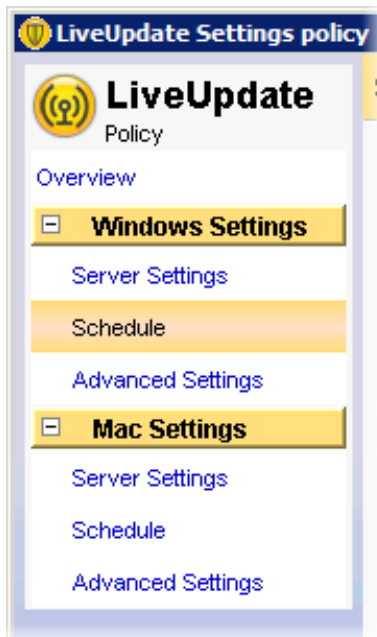 LiveUpdate Settings policy
LiveUpdate
Policy
Overview
Windows Settings
Server Settings
Schedule
Advanced Settings
Mac Settings
Server Settings
Schedule
Advanced Settings